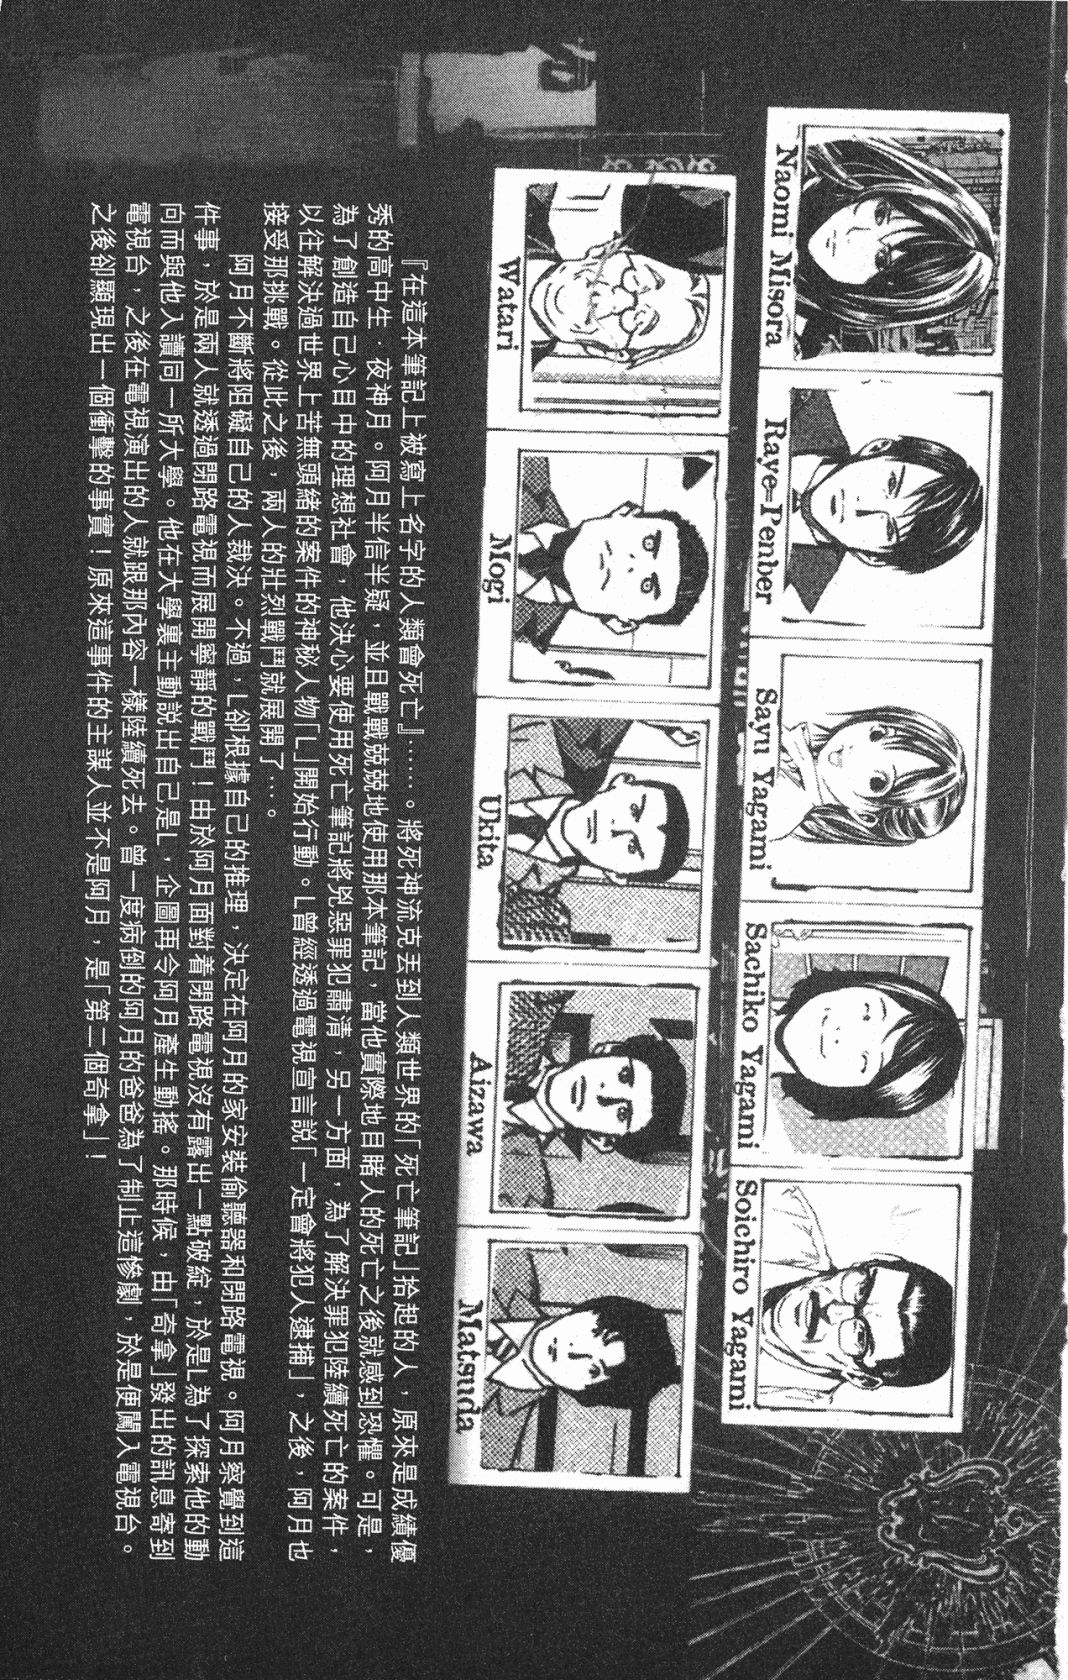 Naomi Misora
Raye=Penber
Sayu Yagami
Sachiko Yagami
Soichiro Yagami
Watari
Mogi
Ukita
Aizawa
Matsuda
『在這本筆記上被寫上名字的人類會死亡』……。將死神流克丟到人類世界的「死亡筆記」拾起的人，原來是成績優
秀的高中生．夜神月。阿月半信半疑，並且戰戰兢兢地使用那本筆記，當他實際地目睹人的死亡之後就感到恐懼。可是，
為了創造自己心目中的理想社會，他決心要使用死亡筆記將兇惡罪犯肅清，另一方面，為了解決罪犯陸續死亡的案件，
以往解決過世界上苦無頭緒的案件的神秘人物「L」開始行動。L曾經透過電視宣言説「一定會將犯人逮捕」，之後，阿月也
接受那挑戰。從此之後，兩人的壯烈戰鬥就展開了…。
阿月不斷將阻礙自己的人裁決。不過，L卻根據自己的推理，決定在阿月的家安裝偷聽器和閉路電視。阿月察覺到這
件事，於是兩人就透過閉路電視而展開寧靜的戰鬥！由於阿月面對着閉路電視沒有露出一點破綻，於是L為了探索他的動
向而與他入讀同一所大學。他在大學裏主動説出自己是L，企圖再令阿月產生動搖。那時候，由「奇拿」發出的訊息寄到
電視台，之後在電視演出的人就跟那內容一樣陸續死去。曾一度病倒的阿月的爸爸為了制止這慘劇，於是便闖入電視台。
之後卻顯現出一個衝擊的事實！原來這事件的主謀人並不是阿月，是「第二個奇拿」！